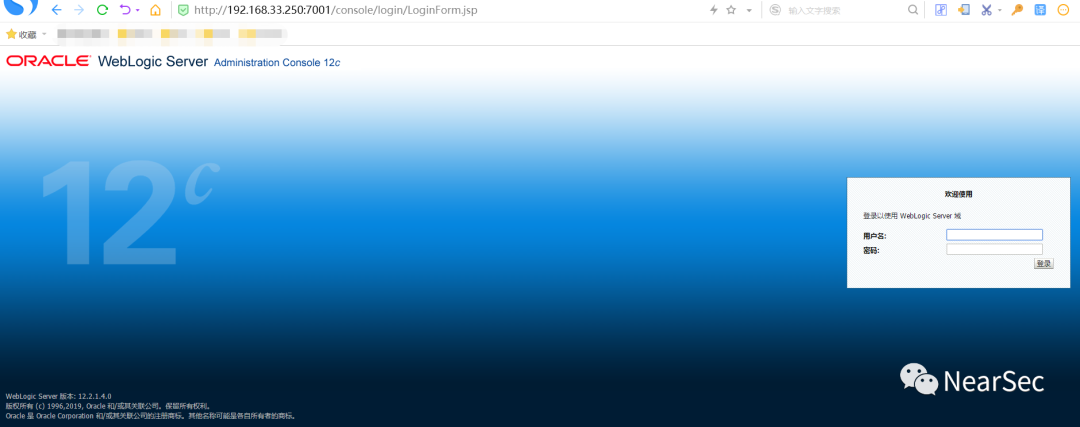 http://192.168.33.250:7001/console/login/LoginForm.jsp
输入文字搜索
收藏
ORACLE WebLogic Server Administration Console 12c
12c
欢迎使用
登录以使用 WebLogic Server 域
用户名:
密码:
登录
NearSec
WebLogic Server 版本: 12.2.1.4.0
版权所有 (c) 1996,2019, Oracle 和/或其关联公司。保留所有权利。
Oracle 是 Oracle Corporation 和/或其关联公司的注册商标。其他名称可能是各自所有者的商标。